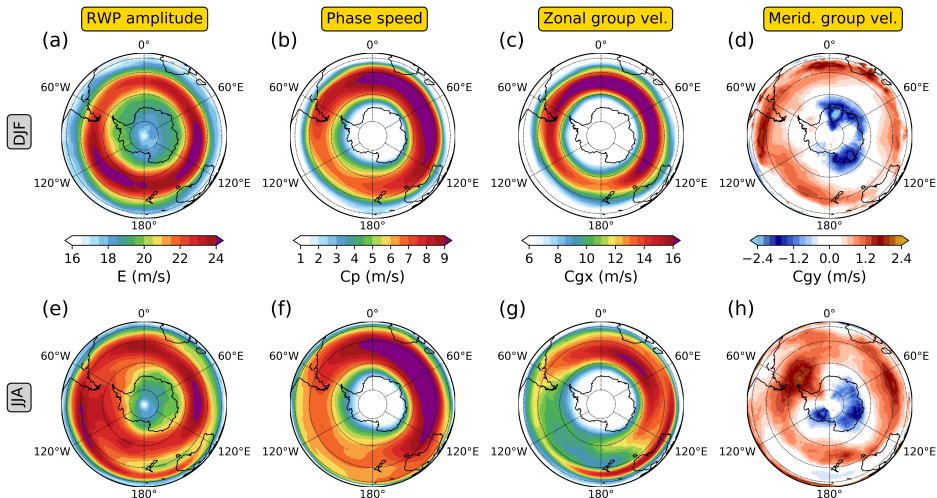 RWP amplitude Phase speed Zonal group vel. Merid. group vel.
(a) (b) (c) (d)
0° 0° 0° 0°
60°W 60°E 60°W 60°E 60°W 60°E 60°W 60°E
DJF
120°W 120°E 120°W 120°E 120°W 120°E 120°W 120°E
180° 180° 180° 180°
16 18 20 22 24 1 2 3 4 5 6 7 8 9 6 8 10 12 14 16 −2.4 −1.2 0.0 1.2 2.4
E (m/s) Cp (m/s) Cgx (m/s) Cgy (m/s)
(e) (f) (g) (h)
0° 0° 0° 0°
60°W 60°E 60°W 60°E 60°W 60°E 60°W 60°E
JJA
120°W 120°E 120°W 120°E 120°W 120°E 120°W 120°E
180° 180° 180° 180°